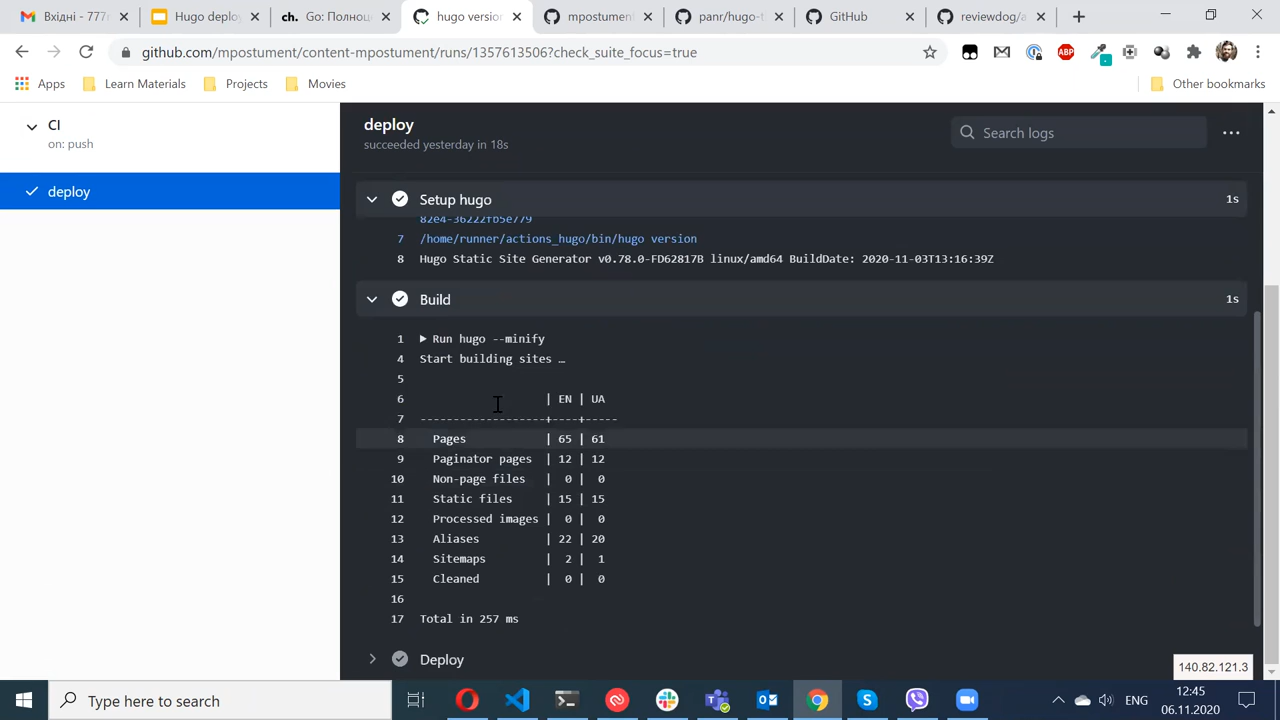 Вхідні - 777
Hugo deploy
ch.
Go: Полноц
hugo version
mpostument
panr/hugo-t
GitHub
reviewdog/a
github.com/mpostument/content-mpostument/runs/1357613506?check_suite_focus=true
ABP
Apps
Learn Materials
Projects
Movies
Other bookmarks
CI
on: push
deploy
deploy
succeeded yesterday in 18s
Search logs
Setup hugo
1s
82e4-36222fb5e779
7 /home/runner/actions_hugo/bin/hugo version
8 Hugo Static Site Generator v0.78.0-FD62817B linux/amd64 BuildDate: 2020-11-03T13:16:39Z
Build
1s
1 ▶ Run hugo --minify
4 Start building sites …
5
6 | EN | UA
7 -------------------+----+-----
8 Pages | 65 | 61
9 Paginator pages | 12 | 12
10 Non-page files | 0 | 0
11 Static files | 15 | 15
12 Processed images | 0 | 0
13 Aliases | 22 | 20
14 Sitemaps | 2 | 1
15 Cleaned | 0 | 0
16
17 Total in 257 ms
Deploy
140.82.121.3
Type here to search
ENG
12:45
06.11.2020